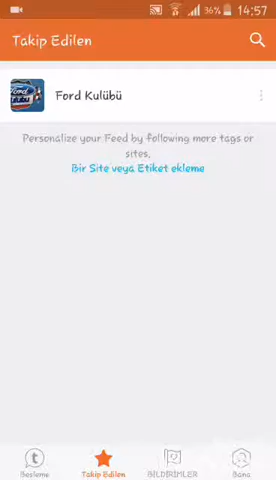 36% 14:57
Takip Edilen
Ford
Ford Kulübü
Personalize your Feed by following more tags or
sites.
Bir Site veya Etiket ekleme
Besleme Takip Edilen BİLDİRİMLER Bana